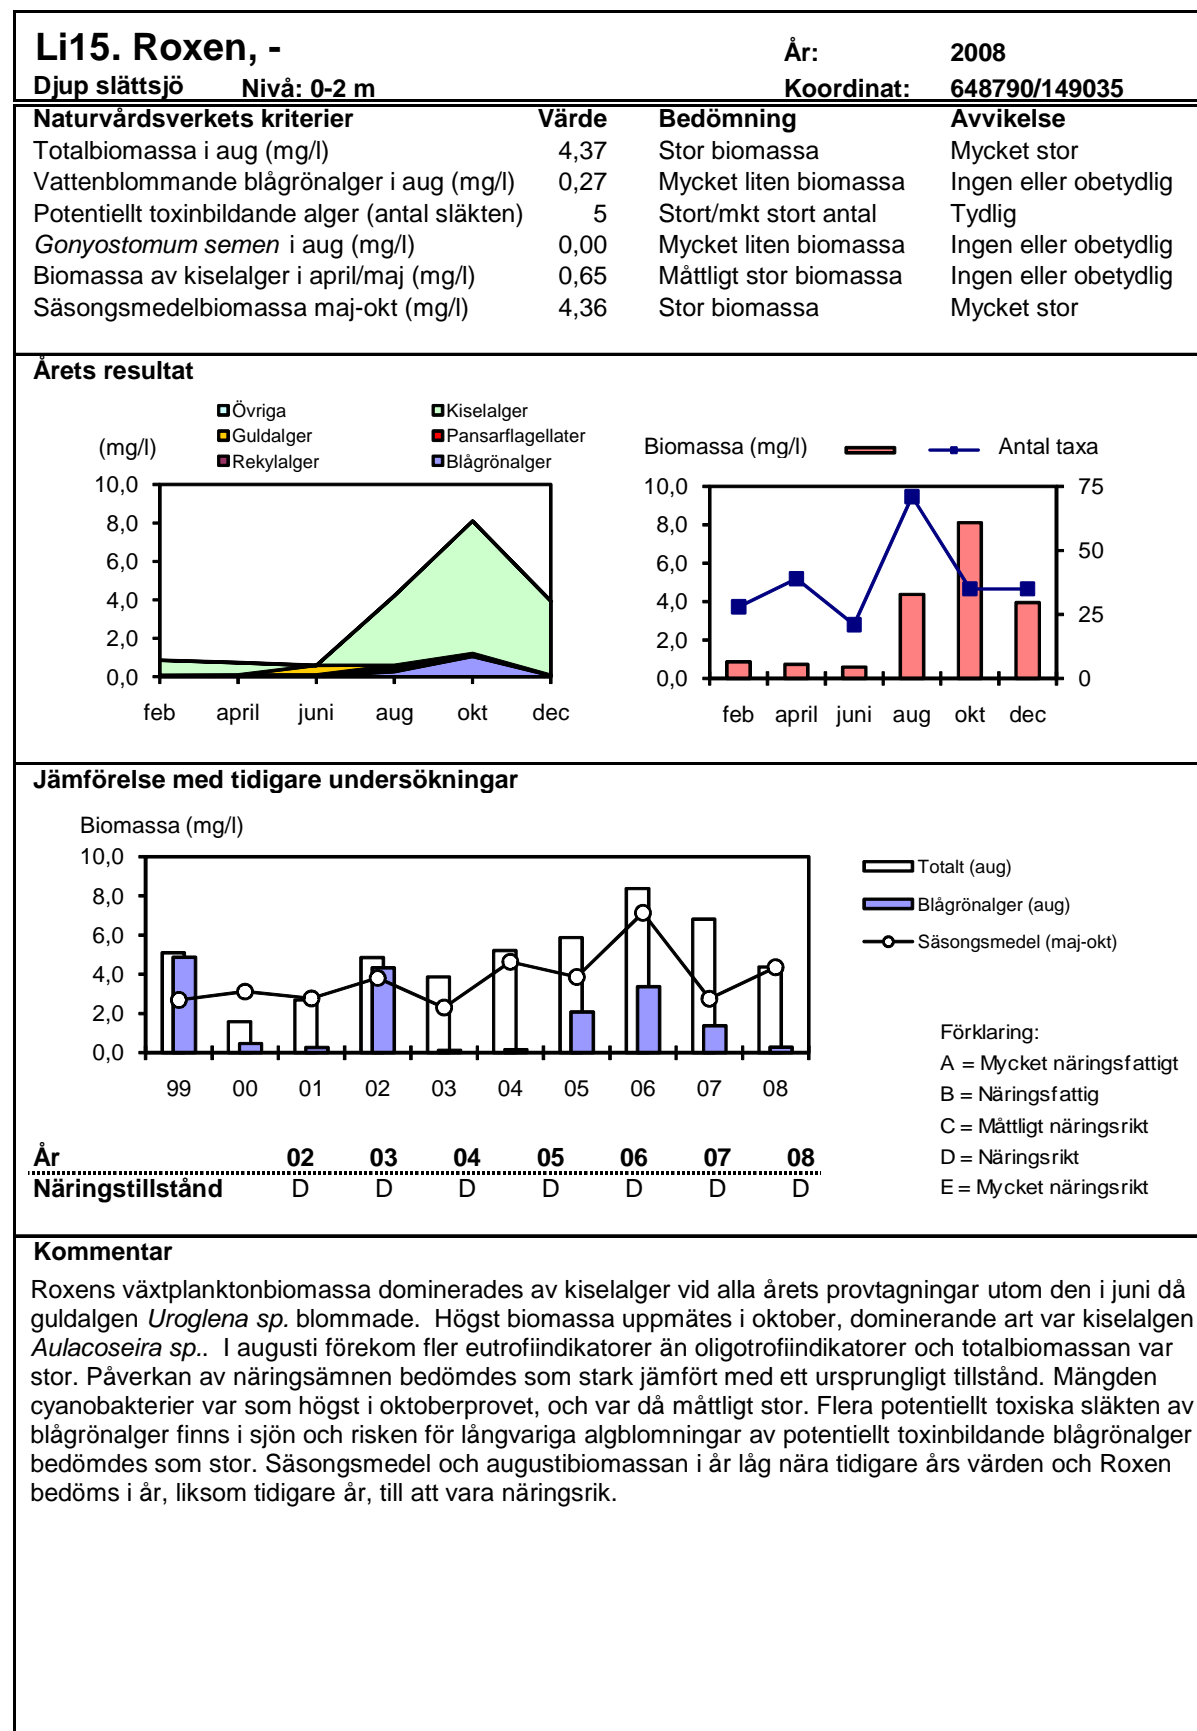 Li15. Roxen, - År: 2008
Djup slättsjö Nivå: 0-2 m Koordinat: 648790/149035
Naturvårdsverkets kriterier Värde Bedömning Avvikelse
Totalbiomassa i aug (mg/l) 4,37 Stor biomassa Mycket stor
Vattenblommande blågrönalger i aug (mg/l) 0,27 Mycket liten biomassa Ingen eller obetydlig
Potentiellt toxinbildande alger (antal släkten) 5 Stort/mkt stort antal Tydlig
Gonyostomum semen i aug (mg/l) 0,00 Mycket liten biomassa Ingen eller obetydlig
Biomassa av kiselalger i april/maj (mg/l) 0,65 Måttligt stor biomassa Ingen eller obetydlig
Säsongsmedelbiomassa maj-okt (mg/l) 4,36 Stor biomassa Mycket stor
Årets resultat
Övriga Kiselalger
Guldalger Pansarflagellater
Rekylalger Blågrönalger
(mg/l)
10,0
8,0
6,0
4,0
2,0
0,0
feb april juni aug okt dec
Biomassa (mg/l) Antal taxa
10,0 75
8,0
6,0 50
4,0
2,0 25
0,0 0
feb april juni aug okt dec
Jämförelse med tidigare undersökningar
Biomassa (mg/l)
10,0
8,0
6,0
4,0
2,0
0,0
99 00 01 02 03 04 05 06 07 08
Totalt (aug)
Blågrönalger (aug)
Säsongsmedel (maj-okt)
Förklaring:
A = Mycket näringsfattigt
B = Näringsfattig
C = Måttligt näringsrikt
D = Näringsrikt
E = Mycket näringsrikt
År 02 03 04 05 06 07 08
Näringstillstånd D D D D D D D
Kommentar
Roxens växtplanktonbiomassa dominerades av kiselalger vid alla årets provtagningar utom den i juni då
guldalgen Uroglena sp. blommade. Högst biomassa uppmätes i oktober, dominerande art var kiselalgen
Aulacoseira sp.. I augusti förekom fler eutrofiindikatorer än oligotrofiindikatorer och totalbiomassan var
stor. Påverkan av näringsämnen bedömdes som stark jämfört med ett ursprungligt tillstånd. Mängden
cyanobakterier var som högst i oktoberprovet, och var då måttligt stor. Flera potentiellt toxiska släkten av
blågrönalger finns i sjön och risken för långvariga algblomningar av potentiellt toxinbildande blågrönalger
bedömdes som stor. Säsongsmedel och augustibiomassan i år låg nära tidigare års värden och Roxen
bedöms i år, liksom tidigare år, till att vara näringsrik.